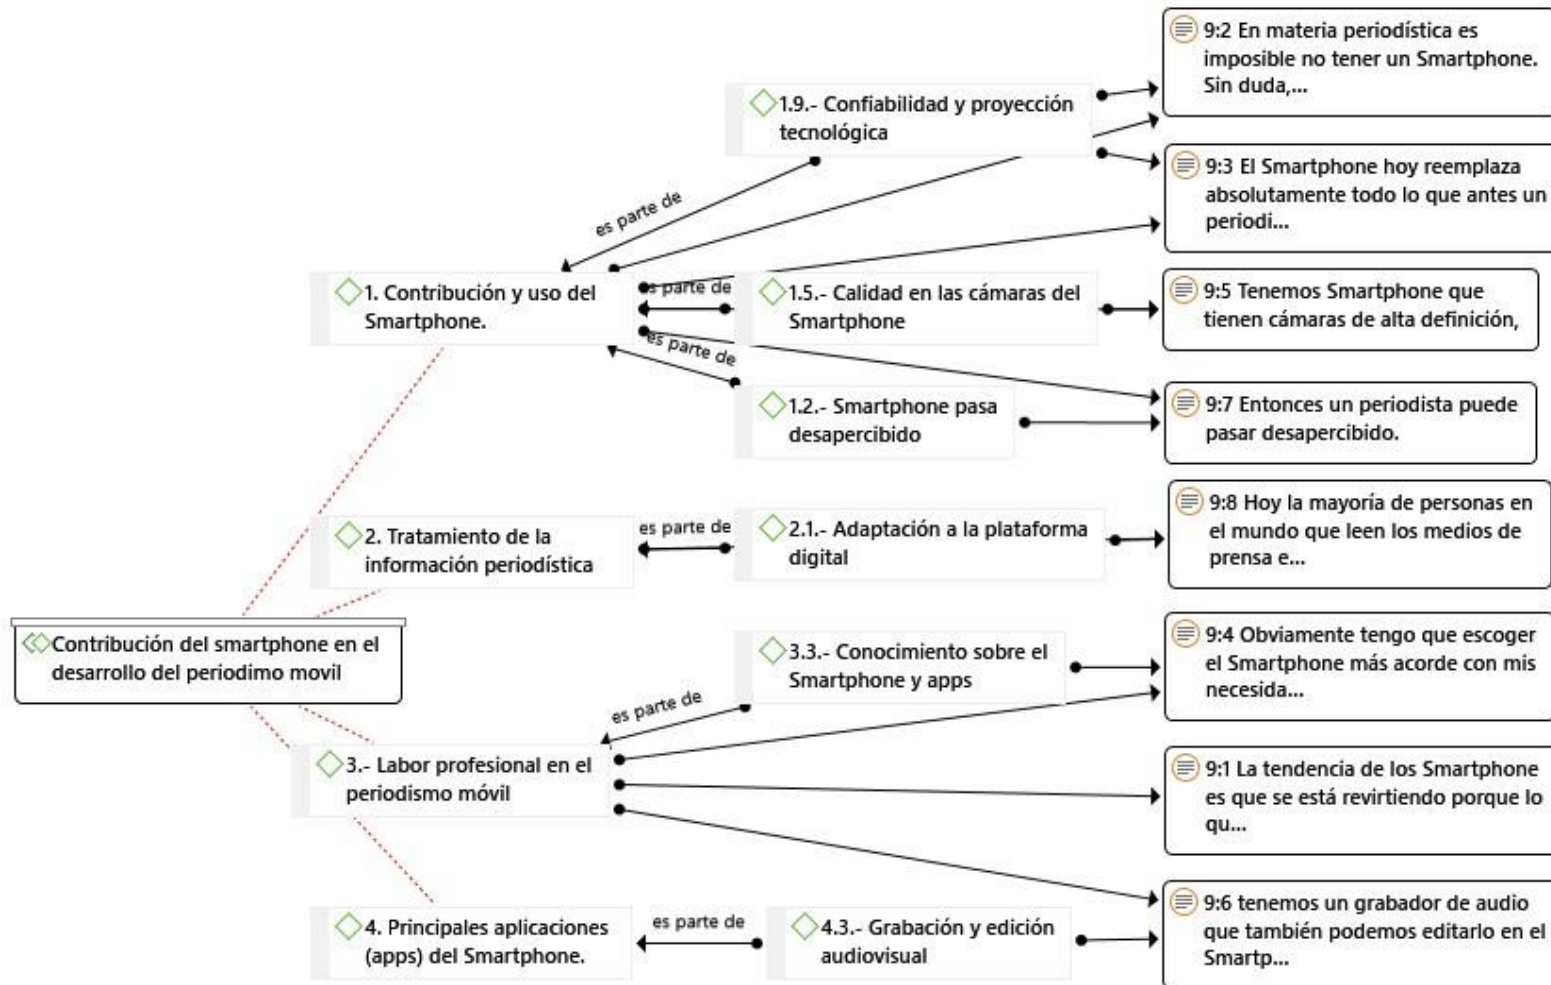 9:2 En materia periodística es
imposible no tener un Smartphone.
Sin duda,...
1.9.- Confiabilidad y proyección
tecnológica
9:3 El Smartphone hoy reemplaza
absolutamente todo lo que antes un
periodi...
es parte de
1. Contribución y uso del
Smartphone.
es parte de
1.5.- Calidad en las cámaras del
Smartphone
9:5 Tenemos Smartphone que
tienen cámaras de alta definición,
es parte de
1.2.- Smartphone pasa
desapercibido
9:7 Entonces un periodista puede
pasar desapercibido.
2. Tratamiento de la
información periodística
es parte de
2.1.- Adaptación a la plataforma
digital
9:8 Hoy la mayoría de personas en
el mundo que leen los medios de
prensa e...
Contribución del smartphone en el
desarrollo del periodimo movil
3.3.- Conocimiento sobre el
Smartphone y apps
9:4 Obviamente tengo que escoger
el Smartphone más acorde con mis
necesida...
es parte de
3.- Labor profesional en el
periodismo móvil
9:1 La tendencia de los Smartphone
es que se está revirtiendo porque lo
qu...
4. Principales aplicaciones
(apps) del Smartphone.
es parte de
4.3.- Grabación y edición
audiovisual
9:6 tenemos un grabador de audio
que también podemos editarlo en el
Smartp...